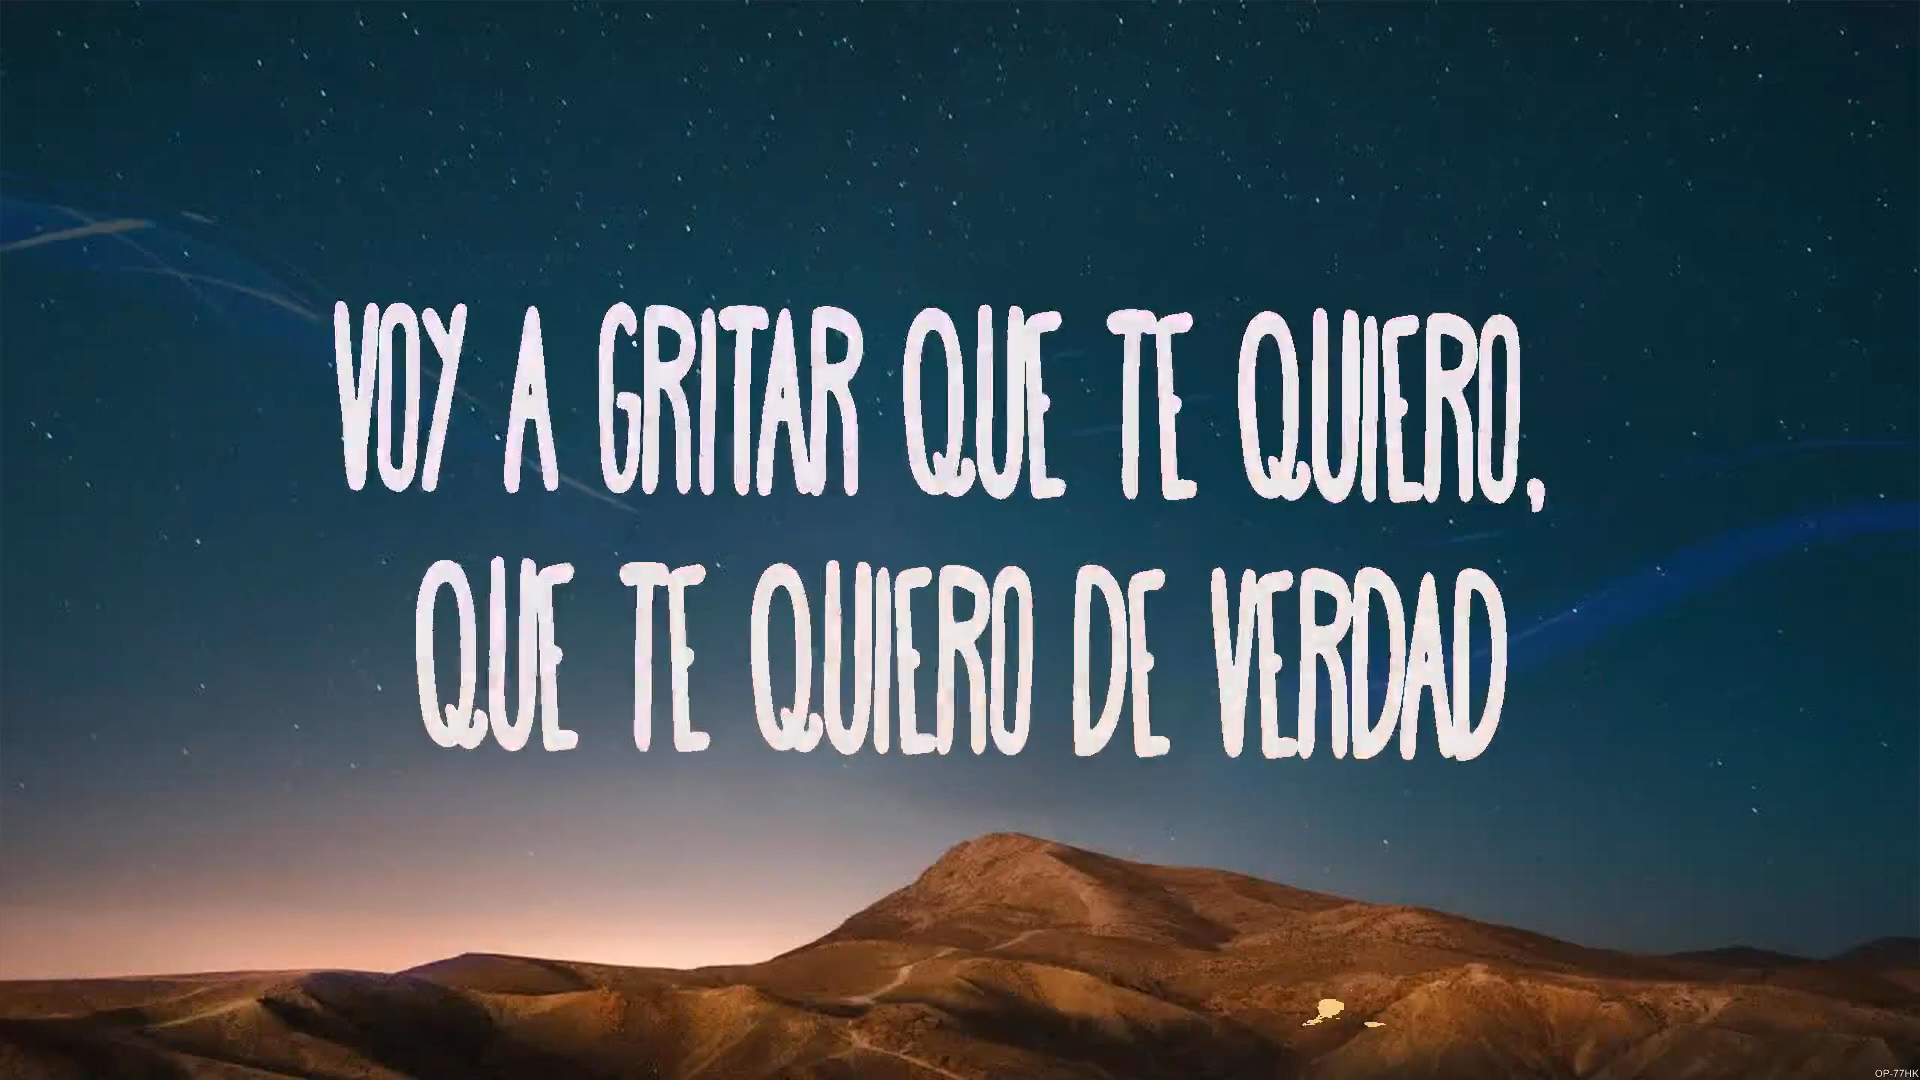 VOY A GRITAR QUE TE QUIERO,
QUE TE QUIERO DE VERDAD
OP-77HK